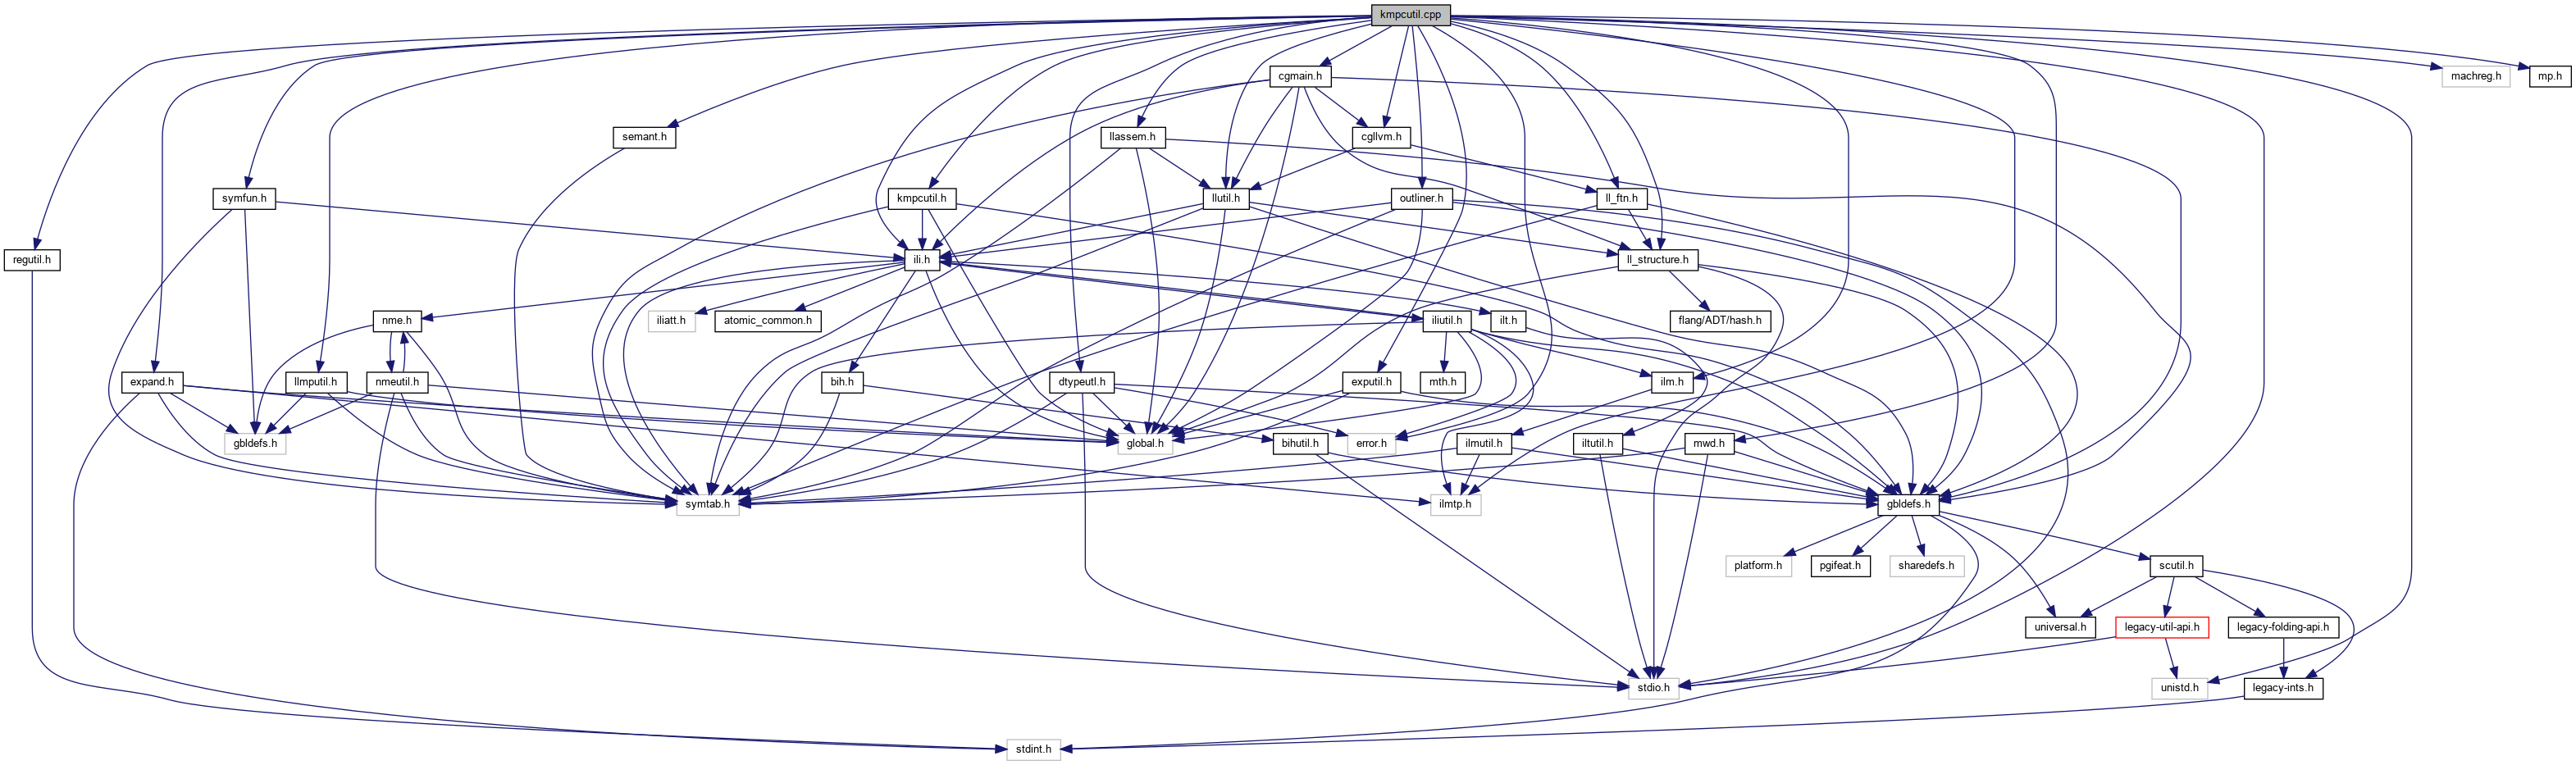 kmpcutil.cpp
cgmain.h
machreg.h
mp.h
semant.h
llassem.h
cgllvm.h
symfun.h
kmpcutil.h
llutil.h
outliner.h
ll_ftn.h
regutil.h
ili.h
ll_structure.h
nme.h
iliatt.h
atomic_common.h
iliutil.h
ilt.h
flang/ADT/hash.h
expand.h
llmputil.h
nmeutil.h
bih.h
dtypeutl.h
exputil.h
mth.h
ilm.h
gbldefs.h
global.h
bihutil.h
error.h
ilmutil.h
iltutil.h
mwd.h
symtab.h
ilmtp.h
gbldefs.h
platform.h
pgifeat.h
sharedefs.h
scutil.h
universal.h
legacy-util-api.h
legacy-folding-api.h
stdio.h
unistd.h
legacy-ints.h
stdint.h